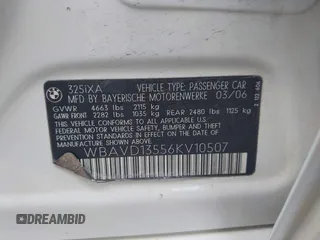 BMW
325iXA VEHICLE TYPE: PASSENGER CAR
MFD BY BAYERISCHE MOTORENWERKE 03/06
GVWR 4663 lbs 2115 kg
GAWR FRONT 2282 lbs 1035 kg REAR 2480 lbs 1125 kg
THIS VEHICLE CONFORMS TO ALL APPLICABLE FEDERAL MOTOR VEHICLE
SAFETY, BUMPER, AND THEFT PREVENTION STANDARDS IN EFFECT ON
THE DATE OF MANUFACTURE SHOWN ABOVE.
WBAVD13556KV10507
DREAMBID